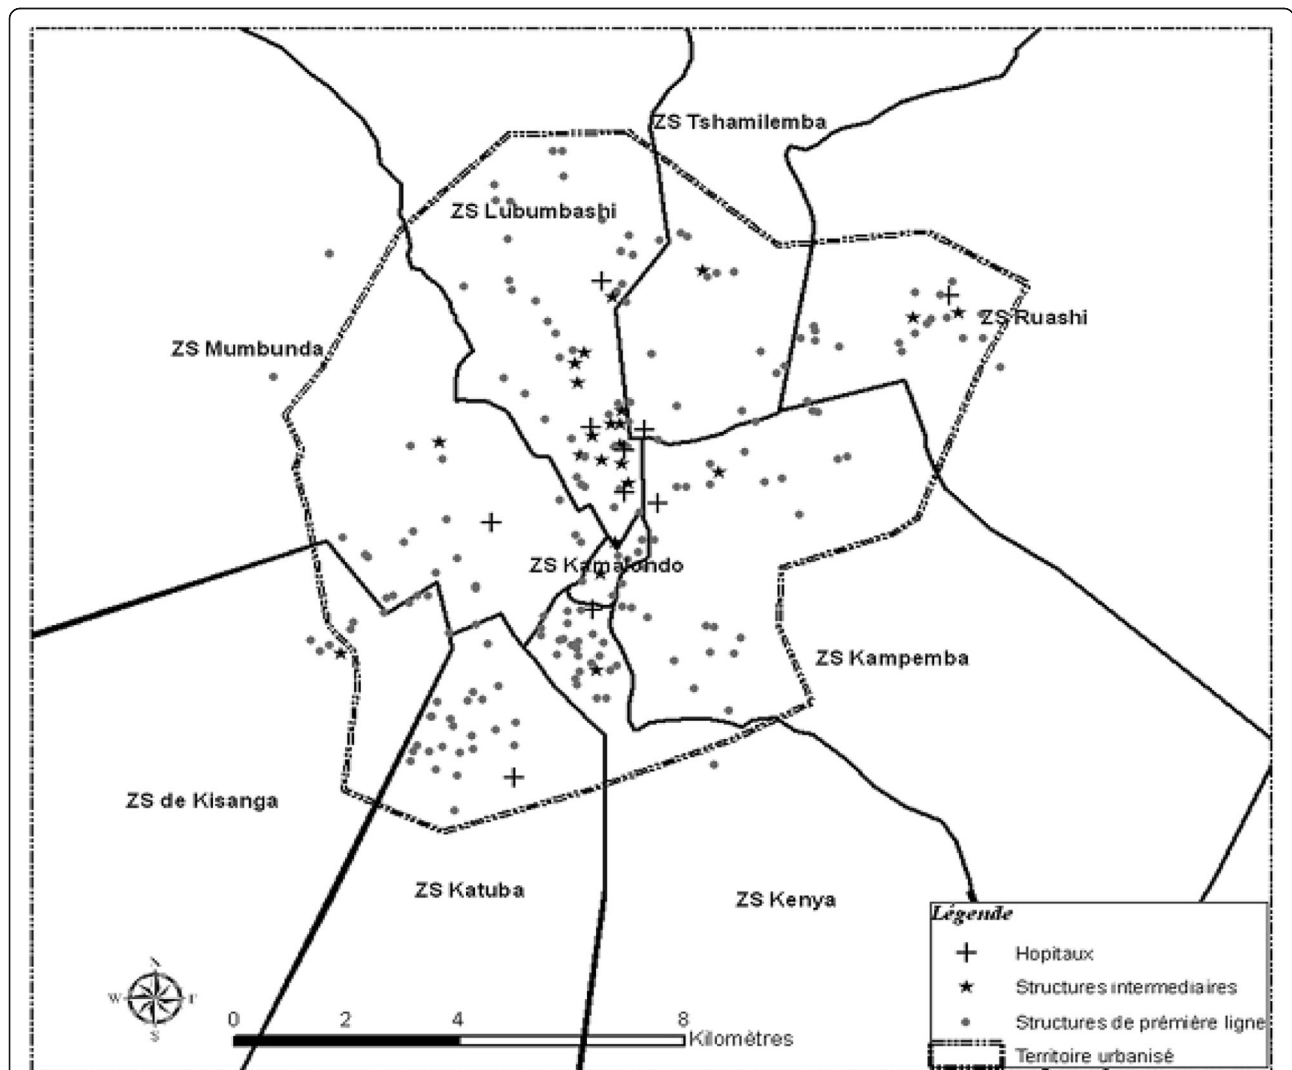 ZS Tshamilemba
ZS Lubumbashi
ZS Ruashi
ZS Mumbunda
ZS Kamalondo
ZS Kampemba
ZS de Kisanga
ZS Katuba
ZS Kenya
Légende
Hopitaux
Structures intermediaires
Structures de prémière ligne
Territoire urbanisé
N
W
S
0 2 4 8
Kilomètres